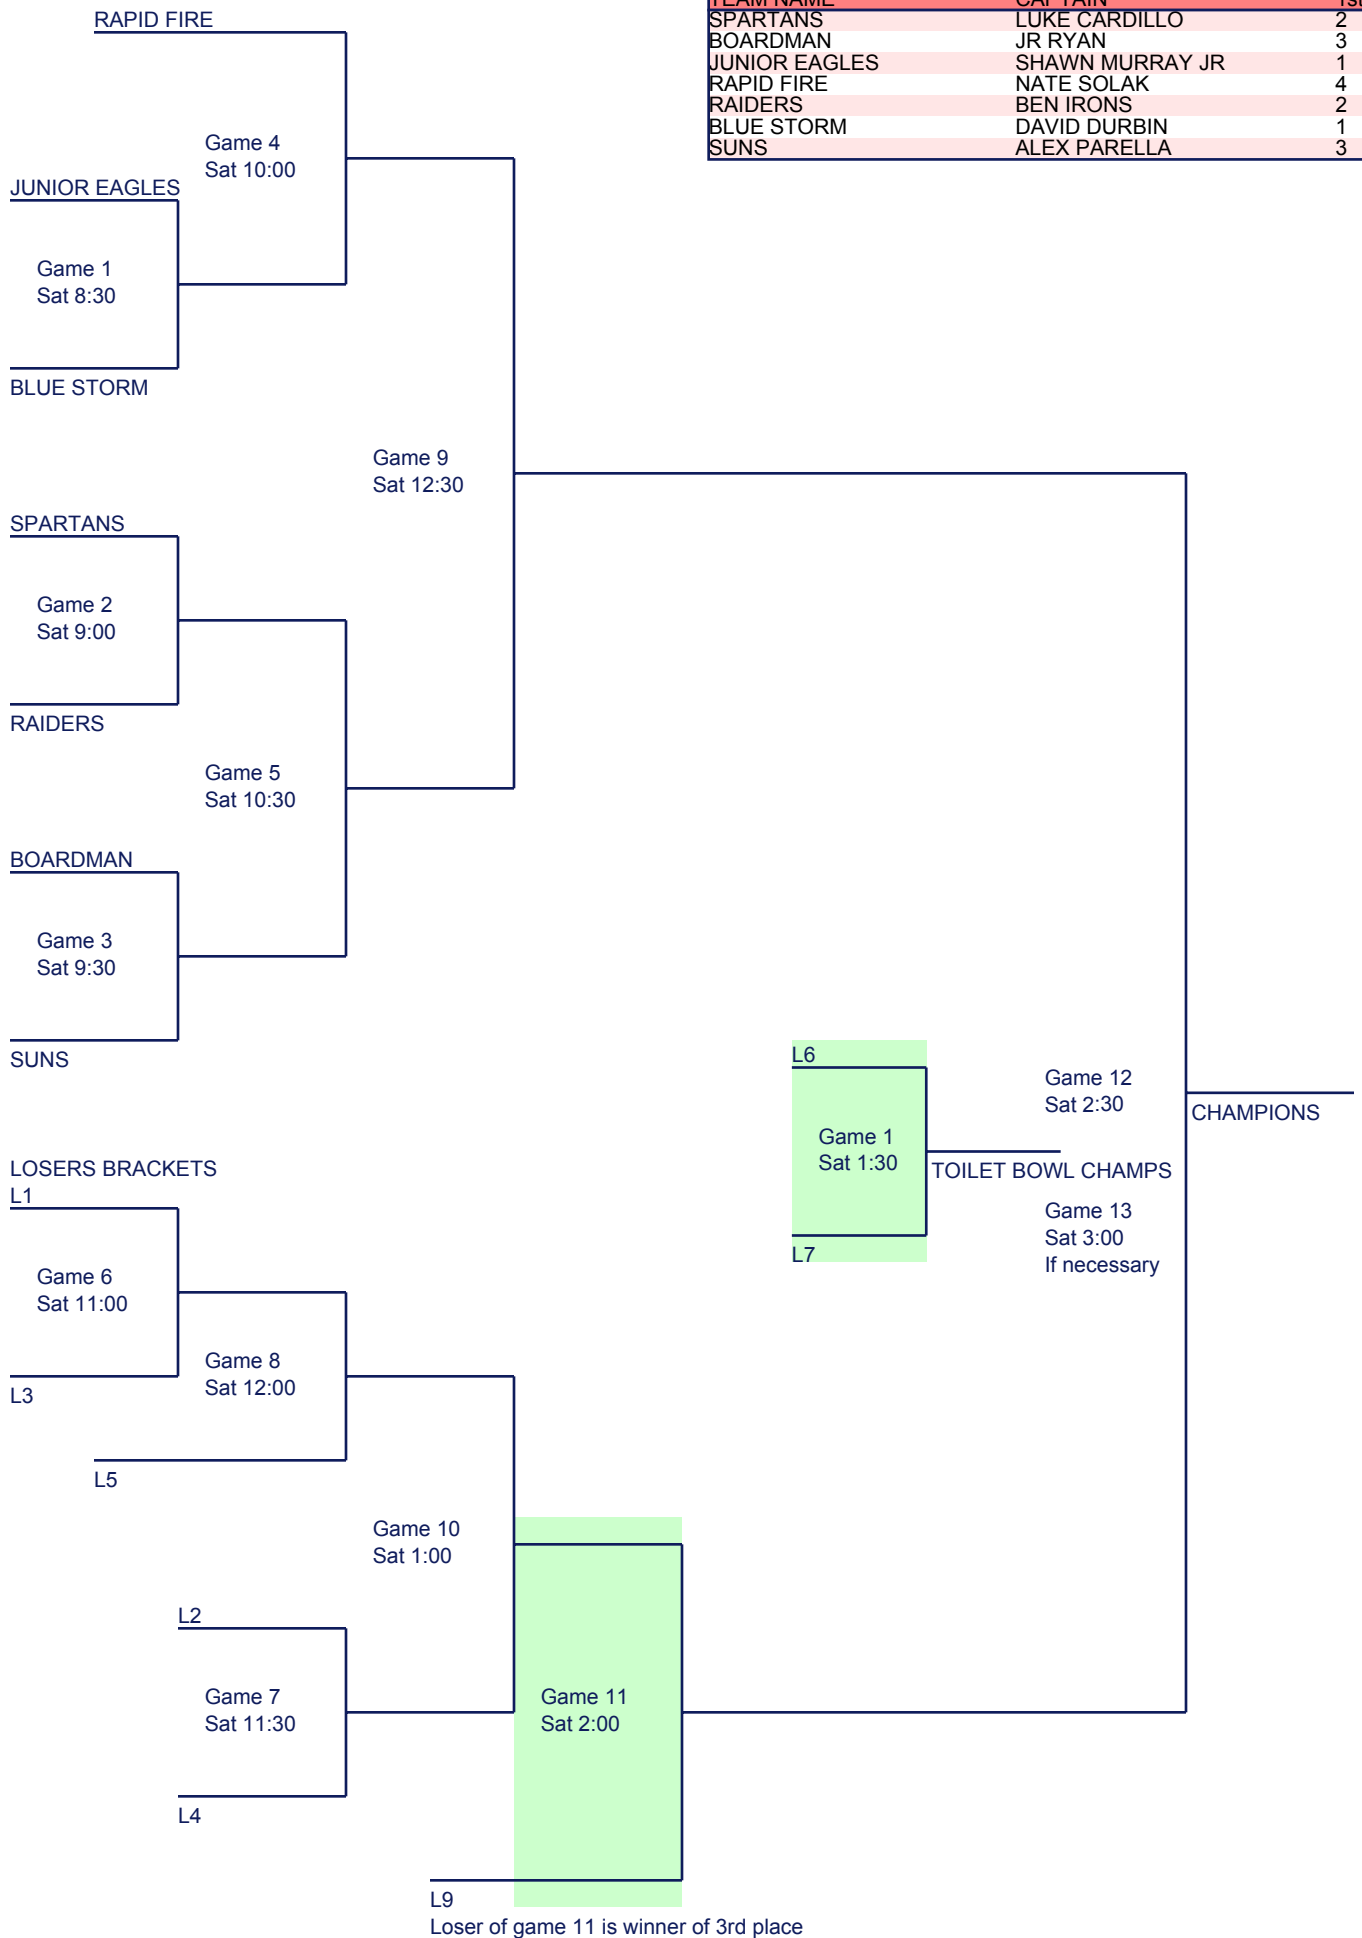 TEAM NAME CAPTAIN 1st
SPARTANS LUKE CARDILLO 2
BOARDMAN JR RYAN 3
JUNIOR EAGLES SHAWN MURRAY JR 1
RAPID FIRE NATE SOLAK 4
RAIDERS BEN IRONS 2
BLUE STORM DAVID DURBIN 1
SUNS ALEX PARELLA 3
RAPID FIRE
Game 4
Sat 10:00
JUNIOR EAGLES
Game 1
Sat 8:30
BLUE STORM
Game 9
Sat 12:30
SPARTANS
Game 2
Sat 9:00
RAIDERS
Game 5
Sat 10:30
BOARDMAN
Game 3
Sat 9:30
SUNS
L6
Game 1
Sat 1:30
L7
TOILET BOWL CHAMPS
Game 12
Sat 2:30
CHAMPIONS
Game 13
Sat 3:00
If necessary
LOSERS BRACKETS
L1
Game 6
Sat 11:00
L3
Game 8
Sat 12:00
L5
Game 10
Sat 1:00
L2
Game 7
Sat 11:30
L4
Game 11
Sat 2:00
L9
Loser of game 11 is winner of 3rd place